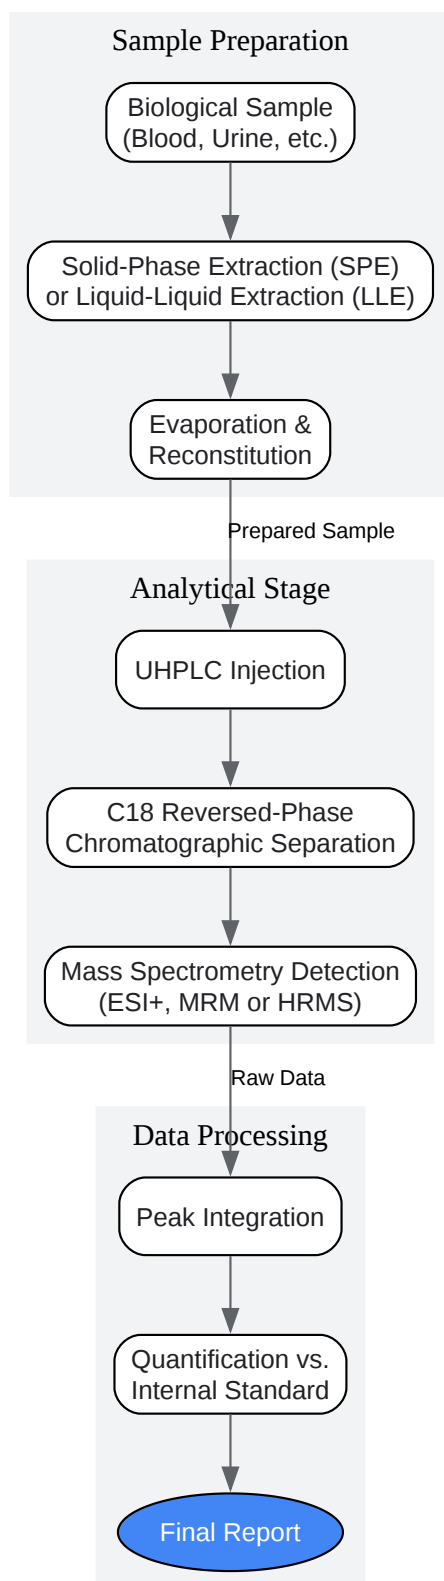 Sample Preparation
Biological Sample
(Blood, Urine, etc.)
Solid-Phase Extraction (SPE)
or Liquid-Liquid Extraction (LLE)
Evaporation &
Reconstitution
Prepared Sample
Analytical Stage
UHPLC Injection
C18 Reversed-Phase
Chromatographic Separation
Mass Spectrometry Detection
(ESI+, MRM or HRMS)
Raw Data
Data Processing
Peak Integration
Quantification vs.
Internal Standard
Final Report